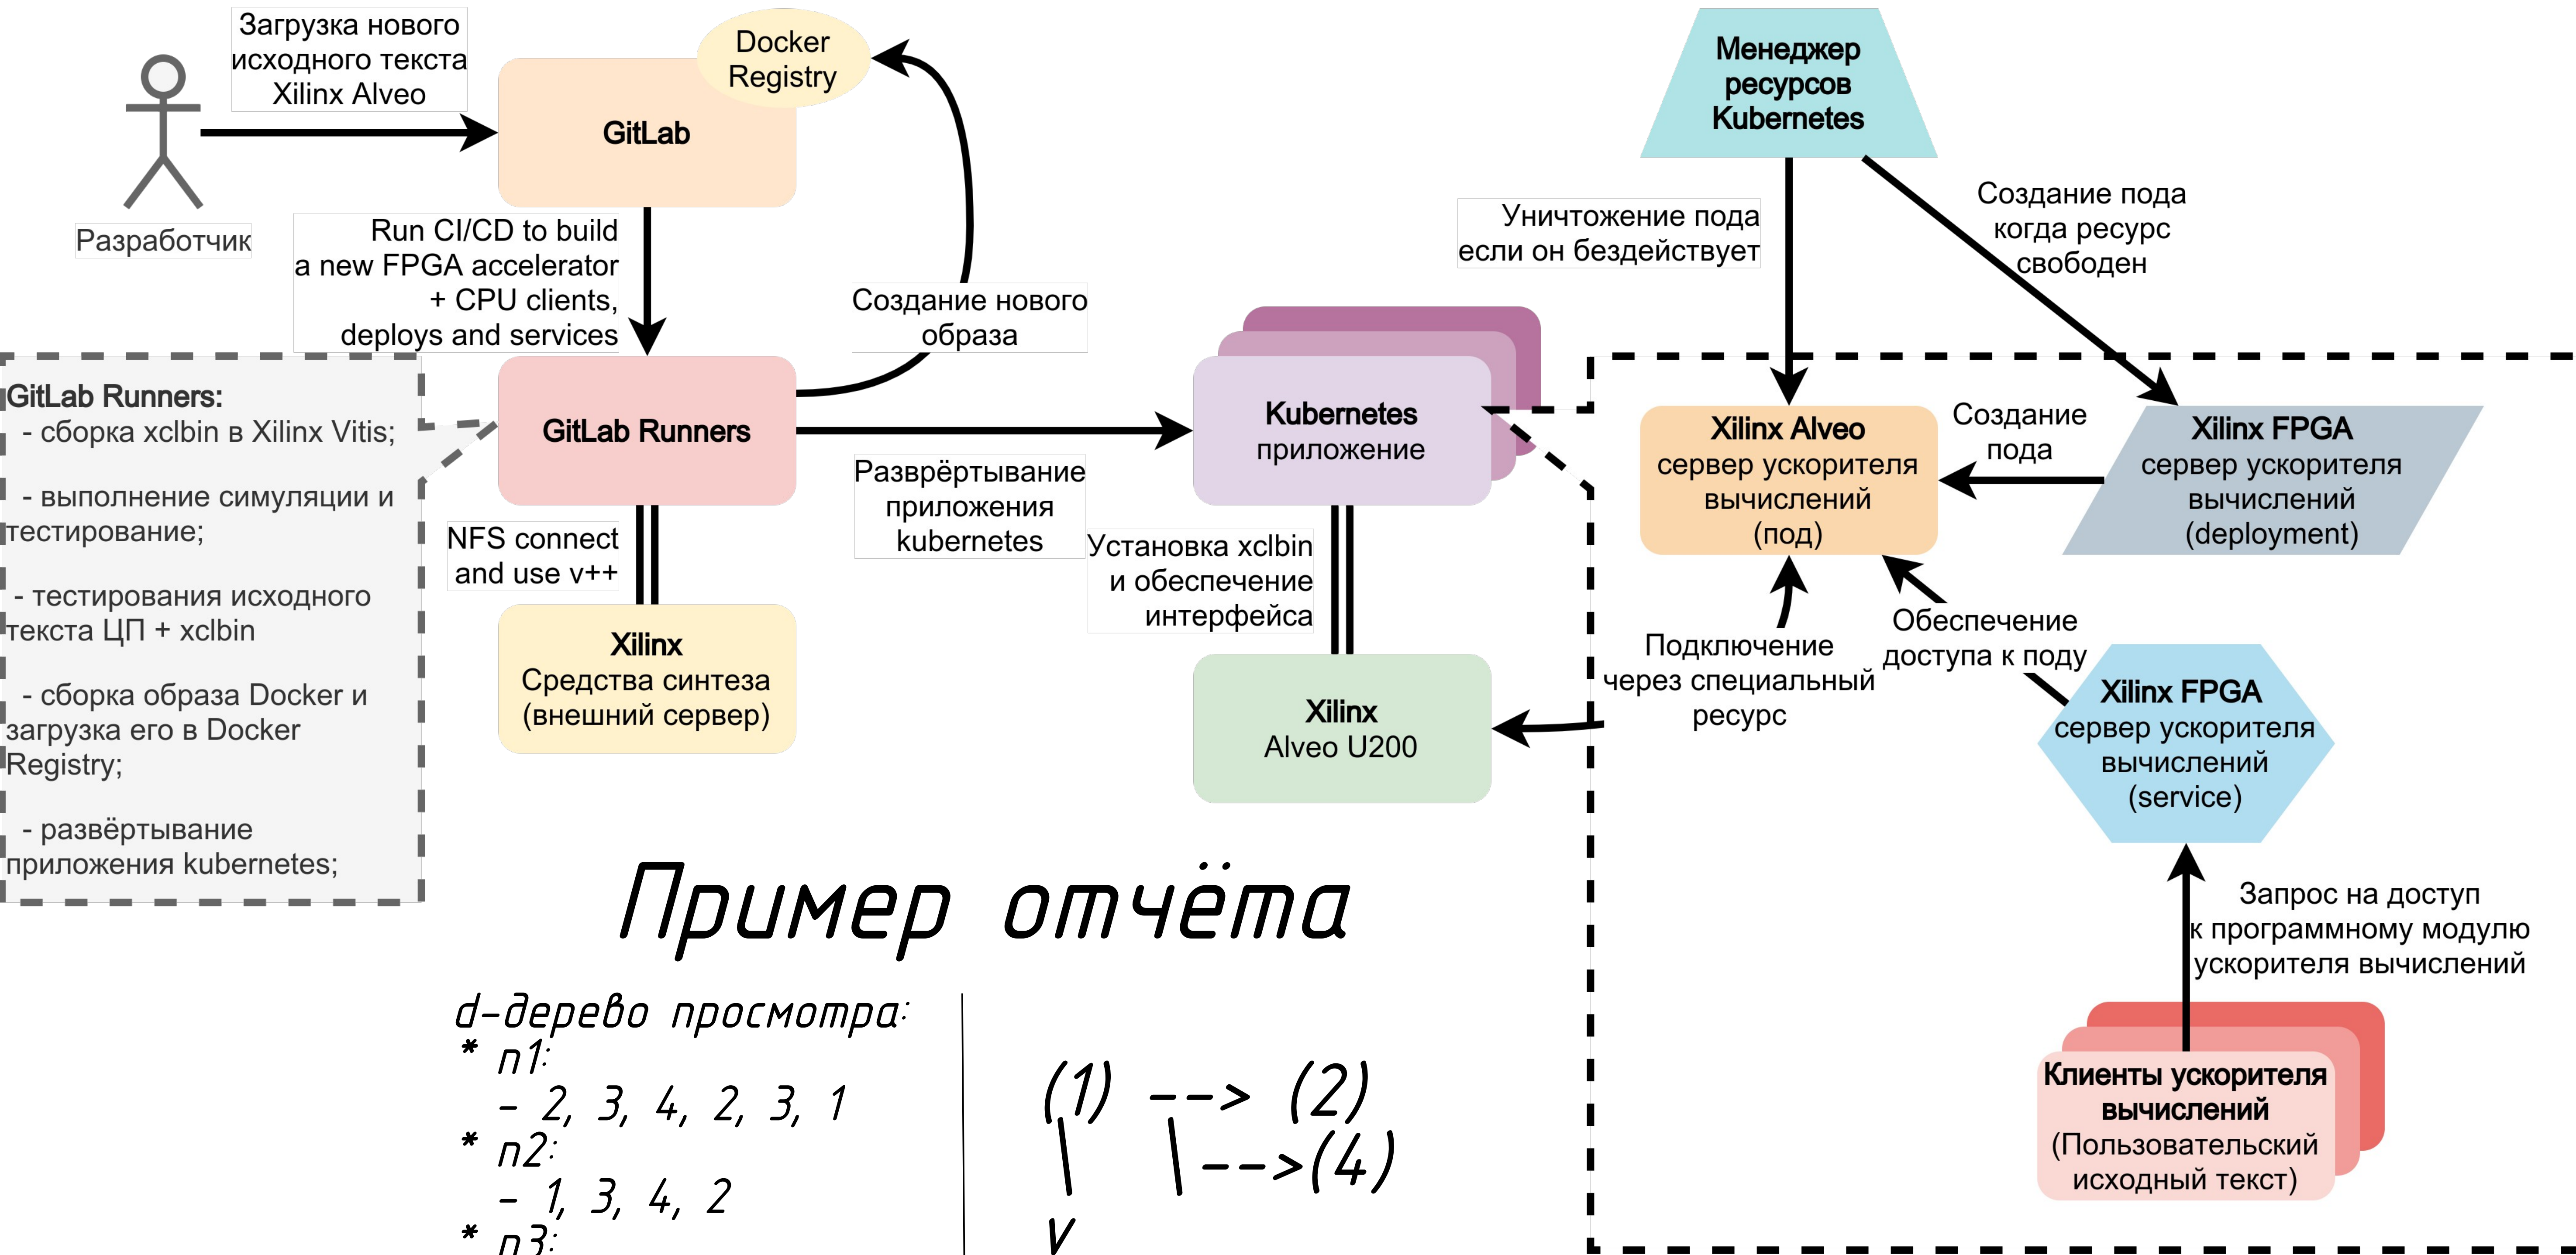 Загрузка нового
исходного текста
Xilinx Alveo
Разработчик
Docker
Registry
GitLab
Run CI/CD to build
a new FPGA accelerator
+ CPU clients,
deploys and services
Создание нового
образа
GitLab Runners:
- сборка xclbin в Xilinx Vitis;
- выполнение симуляции и
тестирование;
- тестирования исходного
текста ЦП + xclbin
- сборка образа Docker и
загрузка его в Docker
Registry;
- развёртывание
приложения kubernetes;
GitLab Runners
NFS connect
and use v++
Xilinx
Средства синтеза
(внешний сервер)
Разврёртывание
приложения
kubernetes
Kubernetes
приложение
Установка xclbin
и обеспечение
интерфейса
Xilinx
Alveo U200
Менеджер
ресурсов
Kubernetes
Уничтожение пода
если он бездействует
Создание пода
когда ресурс
свободен
Xilinx Alveo
сервер ускорителя
вычислений
(под)
Создание
пода
Xilinx FPGA
сервер ускорителя
вычислений
(deployment)
Подключение
через специальный
ресурс
Обеспечение
доступа к поду
Xilinx FPGA
сервер ускорителя
вычислений
(service)
Запрос на доступ
к программному модулю
ускорителя вычислений
Клиенты ускорителя
вычислений
(Пользовательский
исходный текст)
Пример отчёта
d-дерево просмотра:
* n1:
- 2, 3, 4, 2, 3, 1
* n2:
- 1, 3, 4, 2
* n3:
(1) --> (2)
| |-->(4)
v